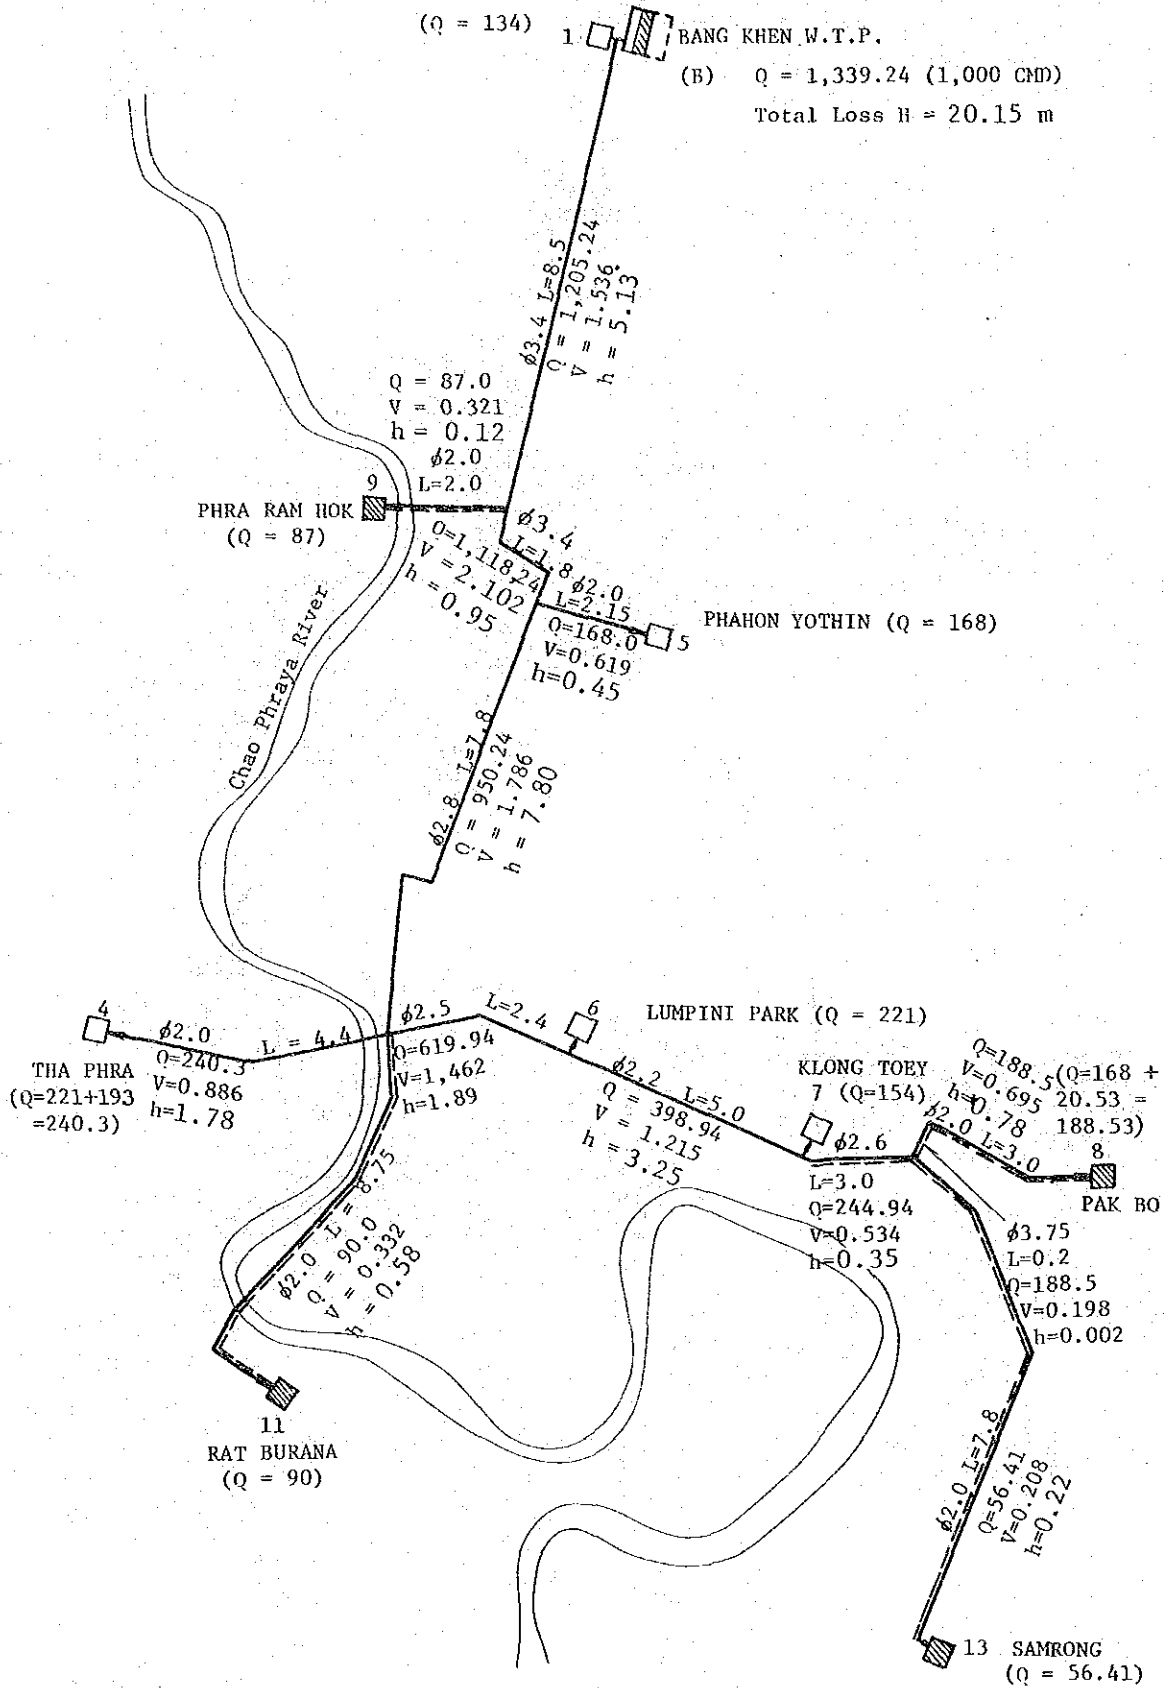 (Q = 134)
1
BANG KHEN W.T.P.
(B) Q = 1,339.24 (1,000 CMD)
Total Loss H = 20.15 m
φ3.4 L=8.5
Q = 1,205.24
V = 1.536
h = 5.13
Q = 87.0
V = 0.321
h = 0.12
φ2.0
L=2.0
9
PHRA RAM HOK
(Q = 87)
φ3.4
L=1.8
Q=1,118.24
V = 2.102
h = 0.95
φ2.0
L=2.15
Q=168.0
V=0.619
h=0.45
5
PHAHON YOTHIN (Q = 168)
Chao Phraya River
φ2.8 L=7.8
Q = 950.24
V = 1.786
h = 7.80
4
THA PHRA
(Q=221+193
=240.3)
φ2.0
L = 4.4
Q=240.3
V=0.886
h=1.78
φ2.5
L=2.4
Q=619.94
V=1,462
h=1.89
6
LUMPINI PARK (Q = 221)
φ2.2 L=5.0
Q = 398.94
V = 1.215
h = 3.25
KLONG TOEY
7 (Q=154)
φ2.6
L=3.0
Q=244.94
V=0.534
h=0.35
Q=188.5
V=0.695
h=0.78
φ2.0
L=3.0
(Q=168 +
20.53 =
188.53)
8
PAK BO
φ3.75
L=0.2
Q=188.5
V=0.198
h=0.002
φ2.0 L = 8.75
Q = 90.0
V = 0.332
h = 0.58
11
RAT BURANA
(Q = 90)
φ2.0 L=7.8
Q=56.41
V=0.208
h=0.22
13 SAMRONG
(Q = 56.41)